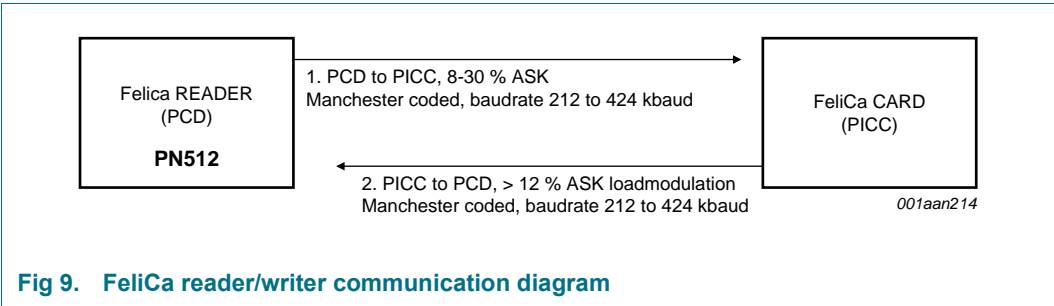 Felica READER
(PCD)
PN512
1. PCD to PICC, 8-30 % ASK
Manchester coded, baudrate 212 to 424 kbaud
2. PICC to PCD, > 12 % ASK loadmodulation
Manchester coded, baudrate 212 to 424 kbaud
FeliCa CARD
(PICC)
001aan214
Fig 9. FeliCa reader/writer communication diagram